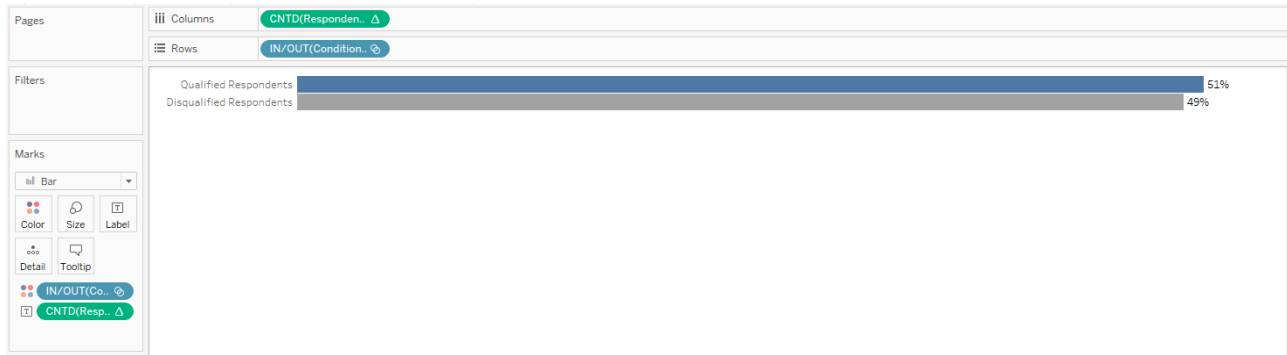 Pages
Columns
CNTD(Responden..
Rows
IN/OUT(Condition..
Filters
Qualified Respondents 51%
Disqualified Respondents 49%
Marks
Bar
Color Size Label
Detail Tooltip
IN/OUT(Co..
T CNTD(Resp..